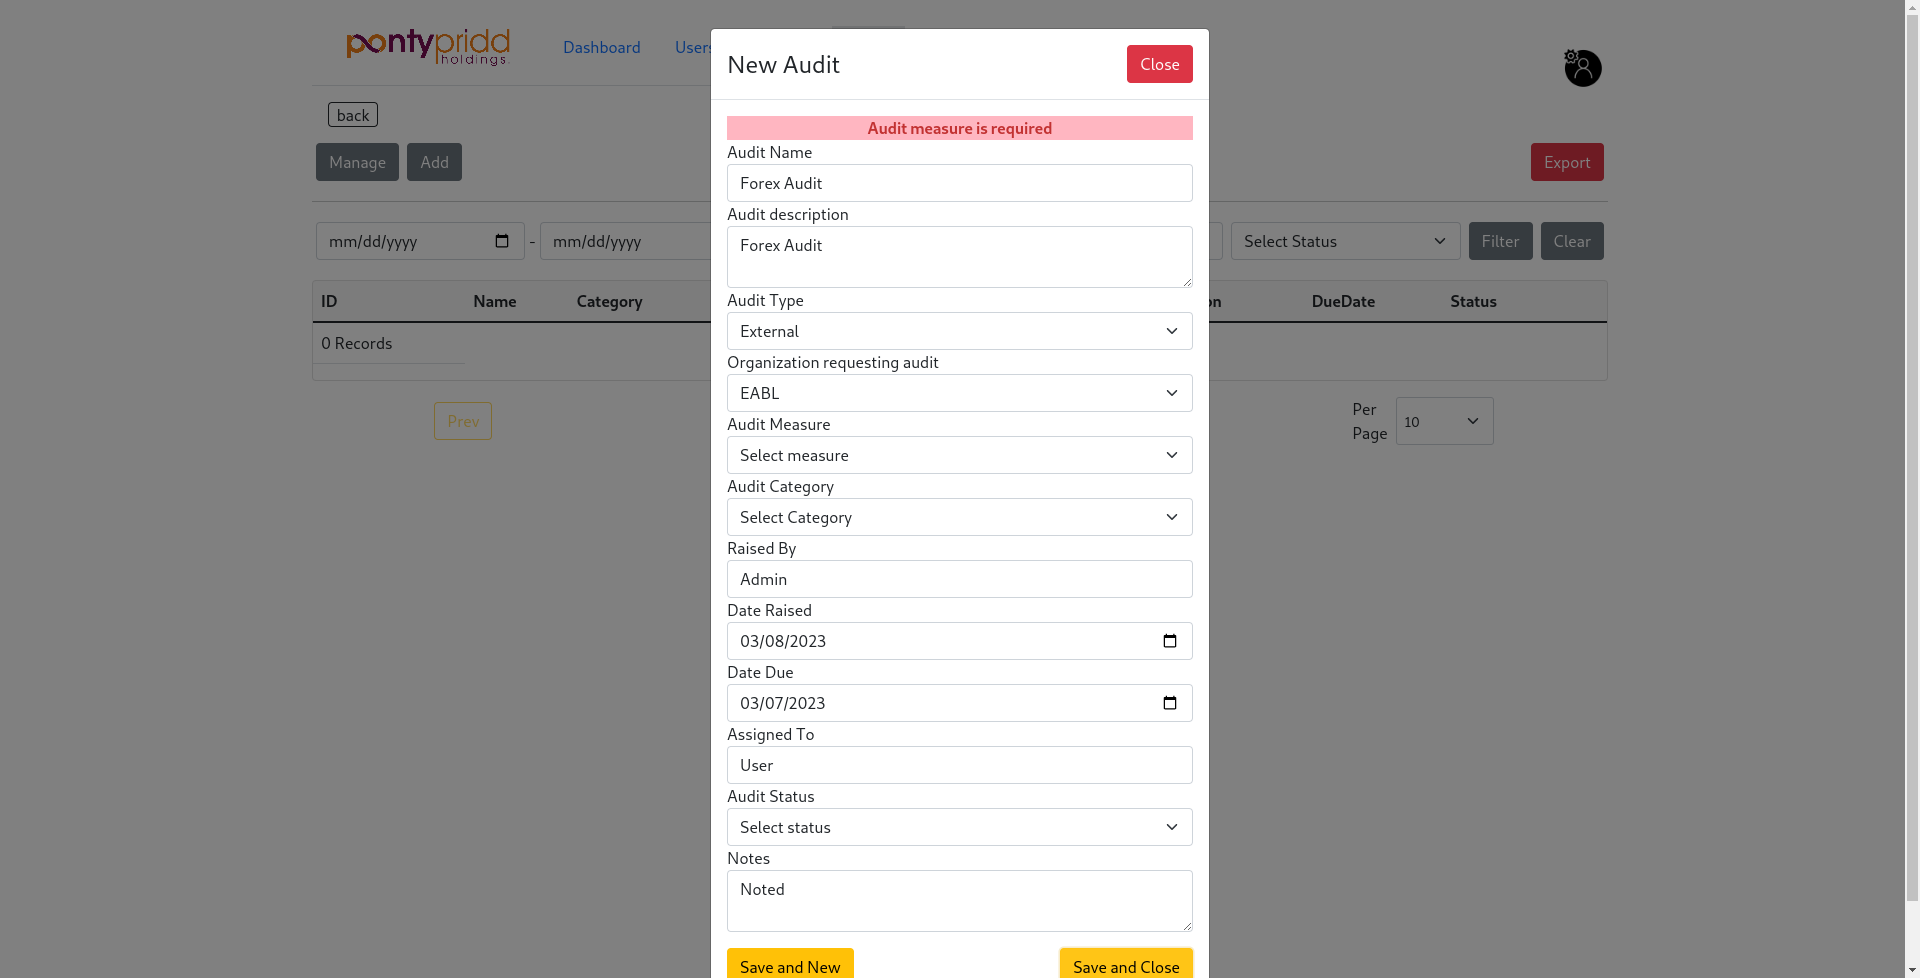 pontypridd
holdings
Dashboard
Users
New Audit
Close
back
Audit measure is required
Manage
Add
Export
Audit Name
Forex Audit
Audit description
mm/dd/yyyy
-
mm/dd/yyyy
Forex Audit
Select Status
Filter
Clear
ID
Name
Category
Audit Type
on
DueDate
Status
External
0 Records
Organization requesting audit
EABL
Prev
Audit Measure
Per
Page
10
Select measure
Audit Category
Select Category
Raised By
Admin
Date Raised
03/08/2023
Date Due
03/07/2023
Assigned To
User
Audit Status
Select status
Notes
Noted
Save and New
Save and Close